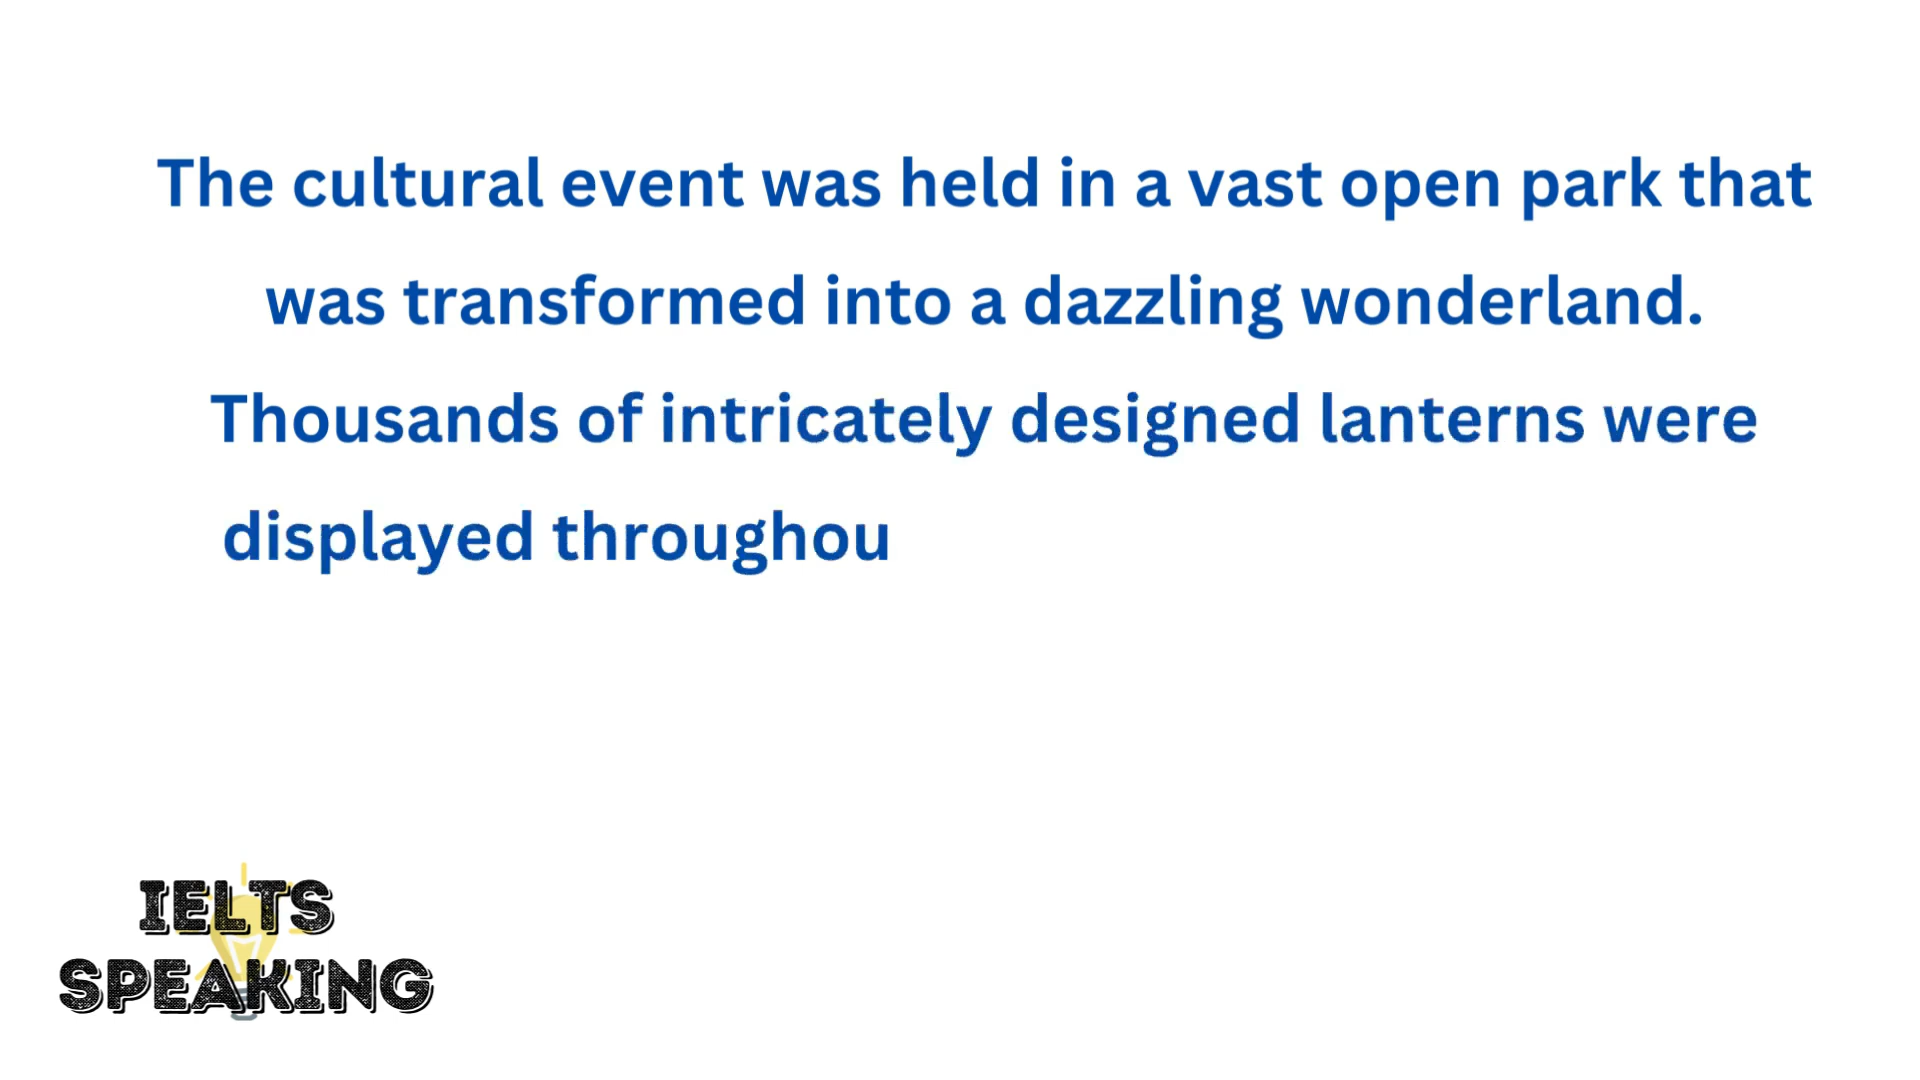 The cultural event was held in a vast open park that
was transformed into a dazzling wonderland.
Thousands of intricately designed lanterns were
displayed throughou
IELTS
SPEAKING